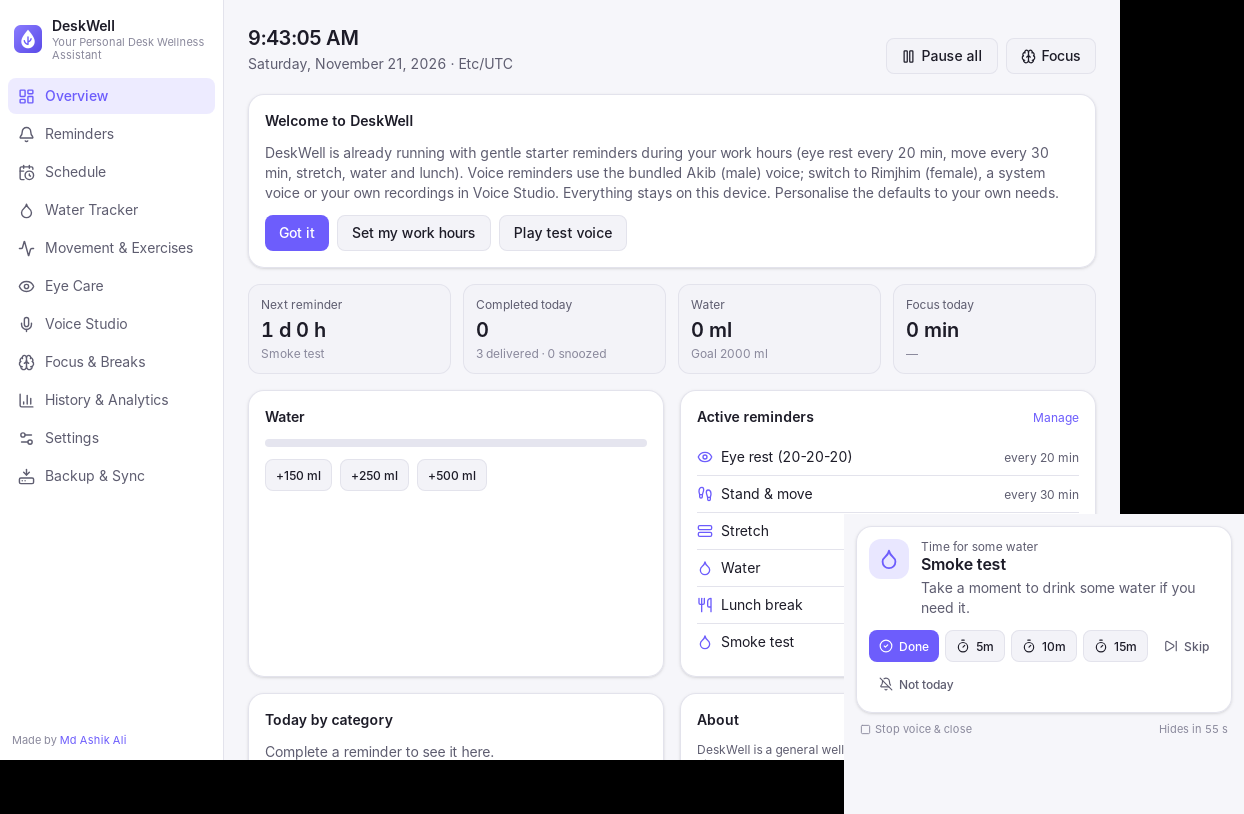 DeskWell
Your Personal Desk Wellness
Assistant
Overview
Reminders
Schedule
Water Tracker
Movement & Exercises
Eye Care
Voice Studio
Focus & Breaks
History & Analytics
Settings
Backup & Sync
Made by Md Ashik Ali
9:43:05 AM
Saturday, November 21, 2026 · Etc/UTC
Pause all
Focus
Welcome to DeskWell
DeskWell is already running with gentle starter reminders during your work hours (eye rest every 20 min, move every 30
min, stretch, water and lunch). Voice reminders use the bundled Akib (male) voice; switch to Rimjhim (female), a system
voice or your own recordings in Voice Studio. Everything stays on this device. Personalise the defaults to your own needs.
Got it
Set my work hours
Play test voice
Next reminder
1 d 0 h
Smoke test
Completed today
0
3 delivered · 0 snoozed
Water
0 ml
Goal 2000 ml
Focus today
0 min
—
Water
+150 ml
+250 ml
+500 ml
Active reminders
Manage
Eye rest (20-20-20)
every 20 min
Stand & move
every 30 min
Stretch
Water
Lunch break
Smoke test
Today by category
Complete a reminder to see it here.
About
DeskWell is a general well
Time for some water
Smoke test
Take a moment to drink some water if you
need it.
Done
5m
10m
15m
Skip
Not today
Stop voice & close
Hides in 55 s